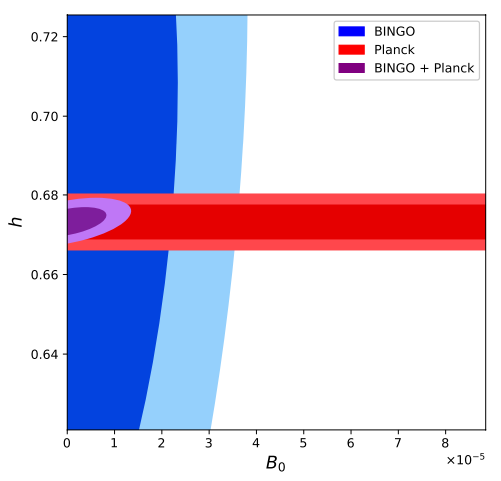 BINGO
Planck
BINGO + Planck
0.72
0.70
0.68
0.66
0.64
h
0 1 2 3 4 5 6 7 8
×10⁻⁵
B₀